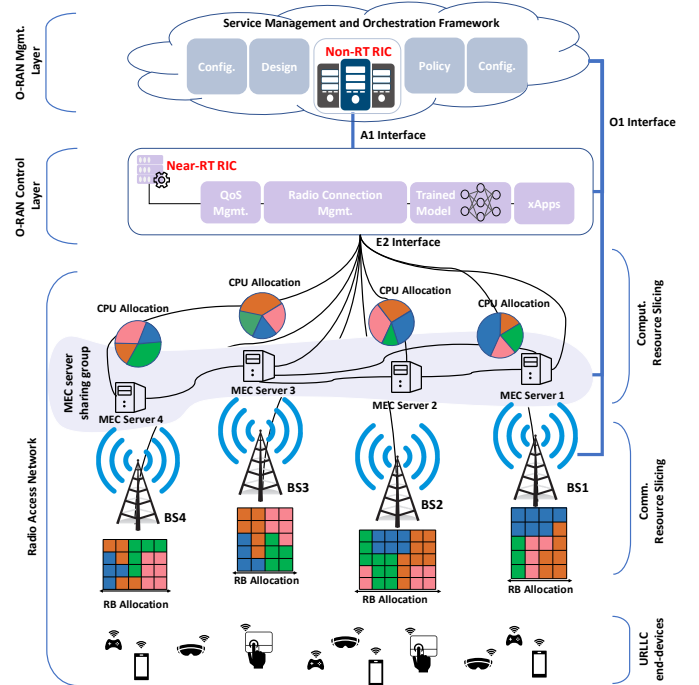 Service Management and Orchestration Framework
O-RAN Mgmt.
Layer
Config.
Design
Non-RT RIC
Policy
Config.
A1 Interface
O1 Interface
O-RAN Control
Layer
Near-RT RIC
QoS
Mgmt.
Radio Connection
Mgmt.
Trained
Model
xApps
E2 Interface
CPU Allocation
CPU Allocation
CPU Allocation
CPU Allocation
Comput.
Resource Slicing
MEC server
sharing group
MEC Server 4
MEC Server 3
MEC Server 2
MEC Server 1
Radio Access Network
BS4
BS3
BS2
BS1
Comm.
Resource Slicing
RB Allocation
RB Allocation
RB Allocation
RB Allocation
URLLC
end-devices